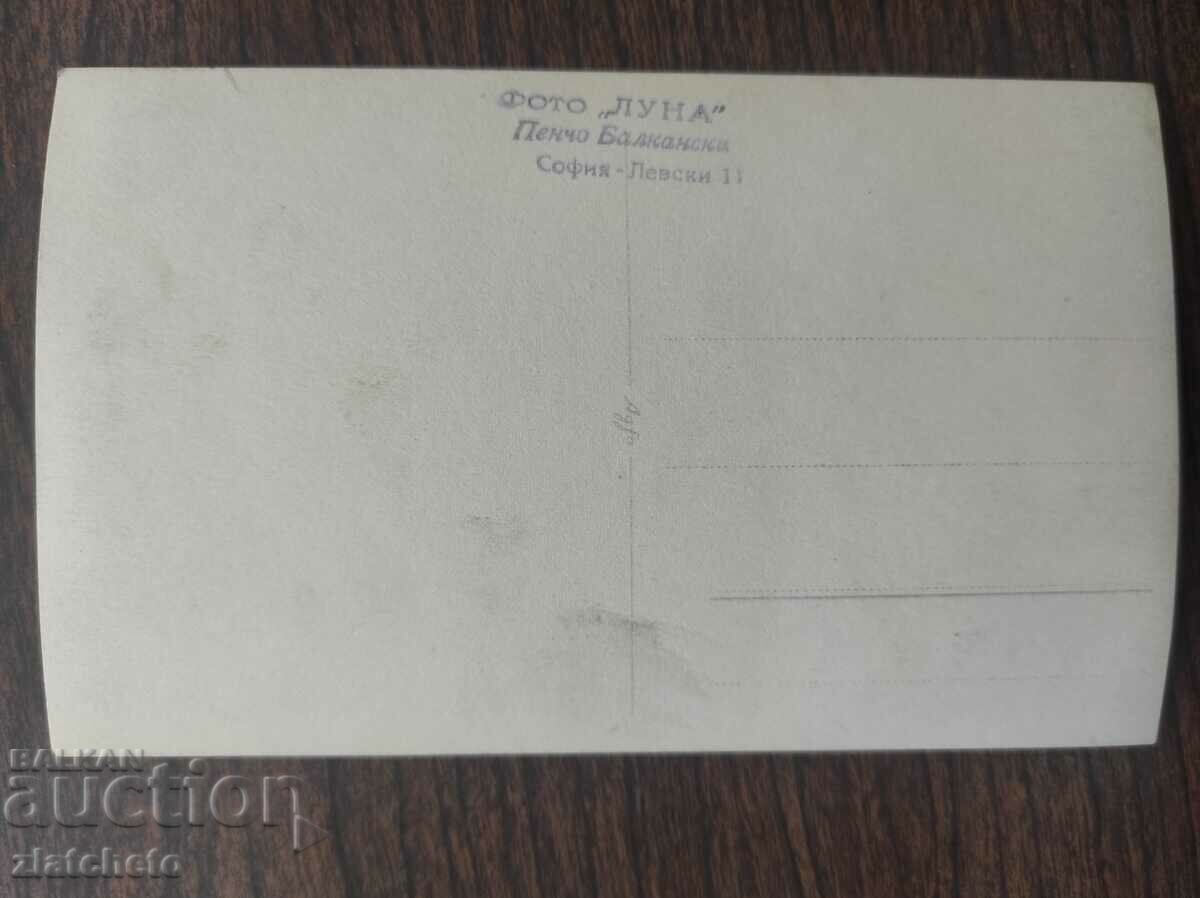 Фото „ЛУНА"
Пенчо Балкански
София - Левски 11
BALKAN
auction
zlatcheto